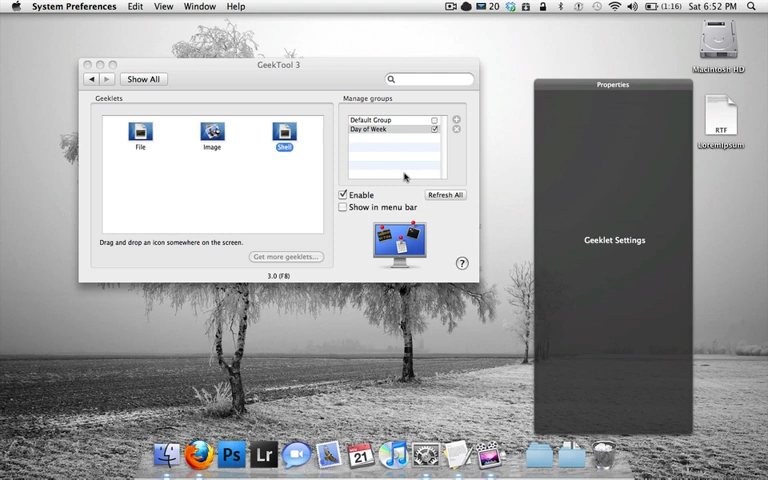 System Preferences Edit View Window Help
20
(1:16) Sat 6:52 PM
GeekTool 3
Show All
Geeklets
File
Image
Shell
Drag and drop an icon somewhere on the screen.
Get more geeklets...
3.0 (F8)
Manage groups
Default Group
Day of Week
Enable
Refresh All
Show in menu bar
?
Properties
Geeklet Settings
Macintosh HD
RTF
LoremIpsum
Ps
Lr
21